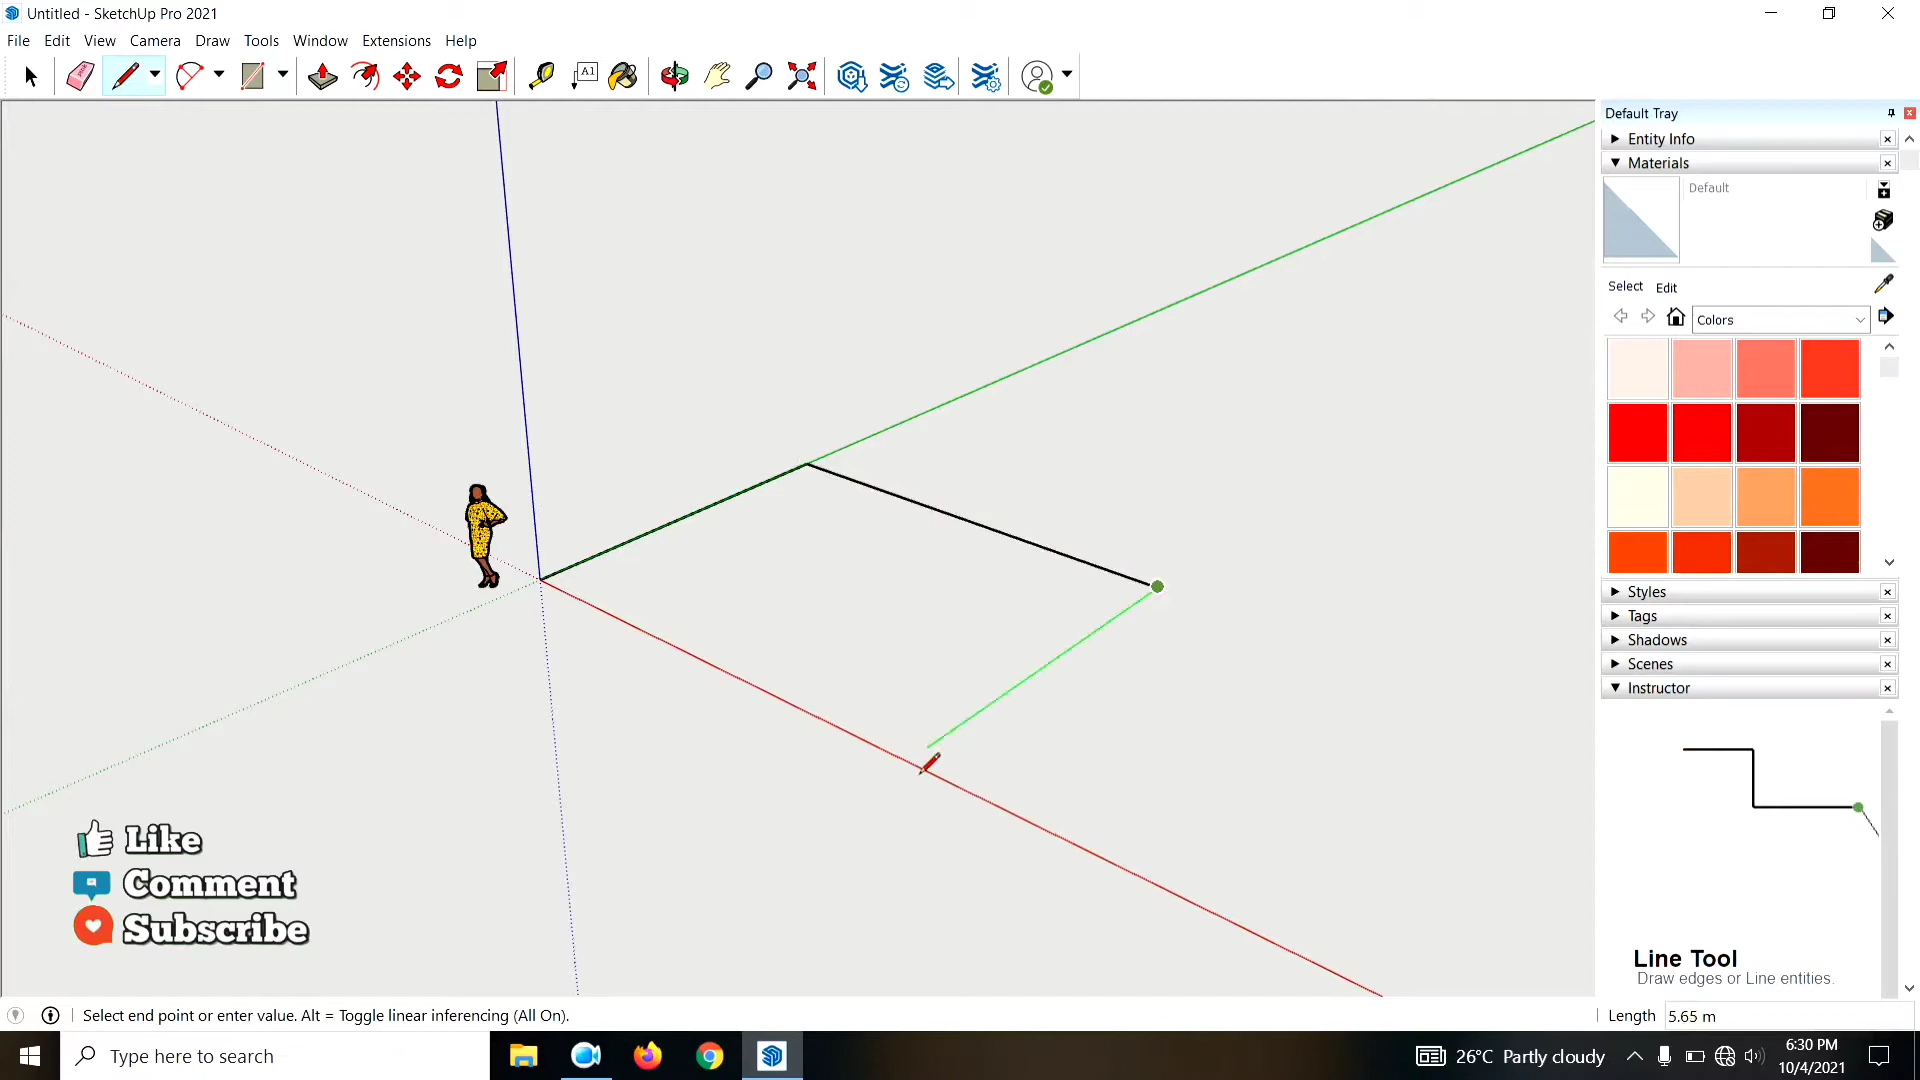 Untitled - SketchUp Pro 2021
File Edit View Camera Draw Tools Window Extensions Help
A1
Default Tray
Entity Info
Materials
Default
Select Edit
Colors
Styles
Tags
Shadows
Scenes
Instructor
Like
Comment
Subscribe
Line Tool
Draw edges or Line entities.
Select end point or enter value. Alt = Toggle linear inferencing (All On).
Length 5.65 m
Type here to search
26°C Partly cloudy
6:30 PM
10/4/2021